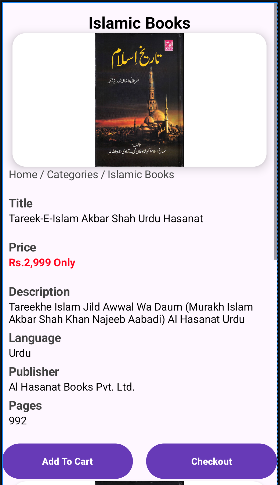 Islamic Books
تاریخ اسلام
Home / Categories / Islamic Books
Title
Tareek-E-Islam Akbar Shah Urdu Hasanat
Price
Rs.2,999 Only
Description
Tareekhe Islam Jild Awwal Wa Daum (Murakh Islam
Akbar Shah Khan Najeeb Aabadi) Al Hasanat Urdu
Language
Urdu
Publisher
Al Hasanat Books Pvt. Ltd.
Pages
992
Add To Cart
Checkout